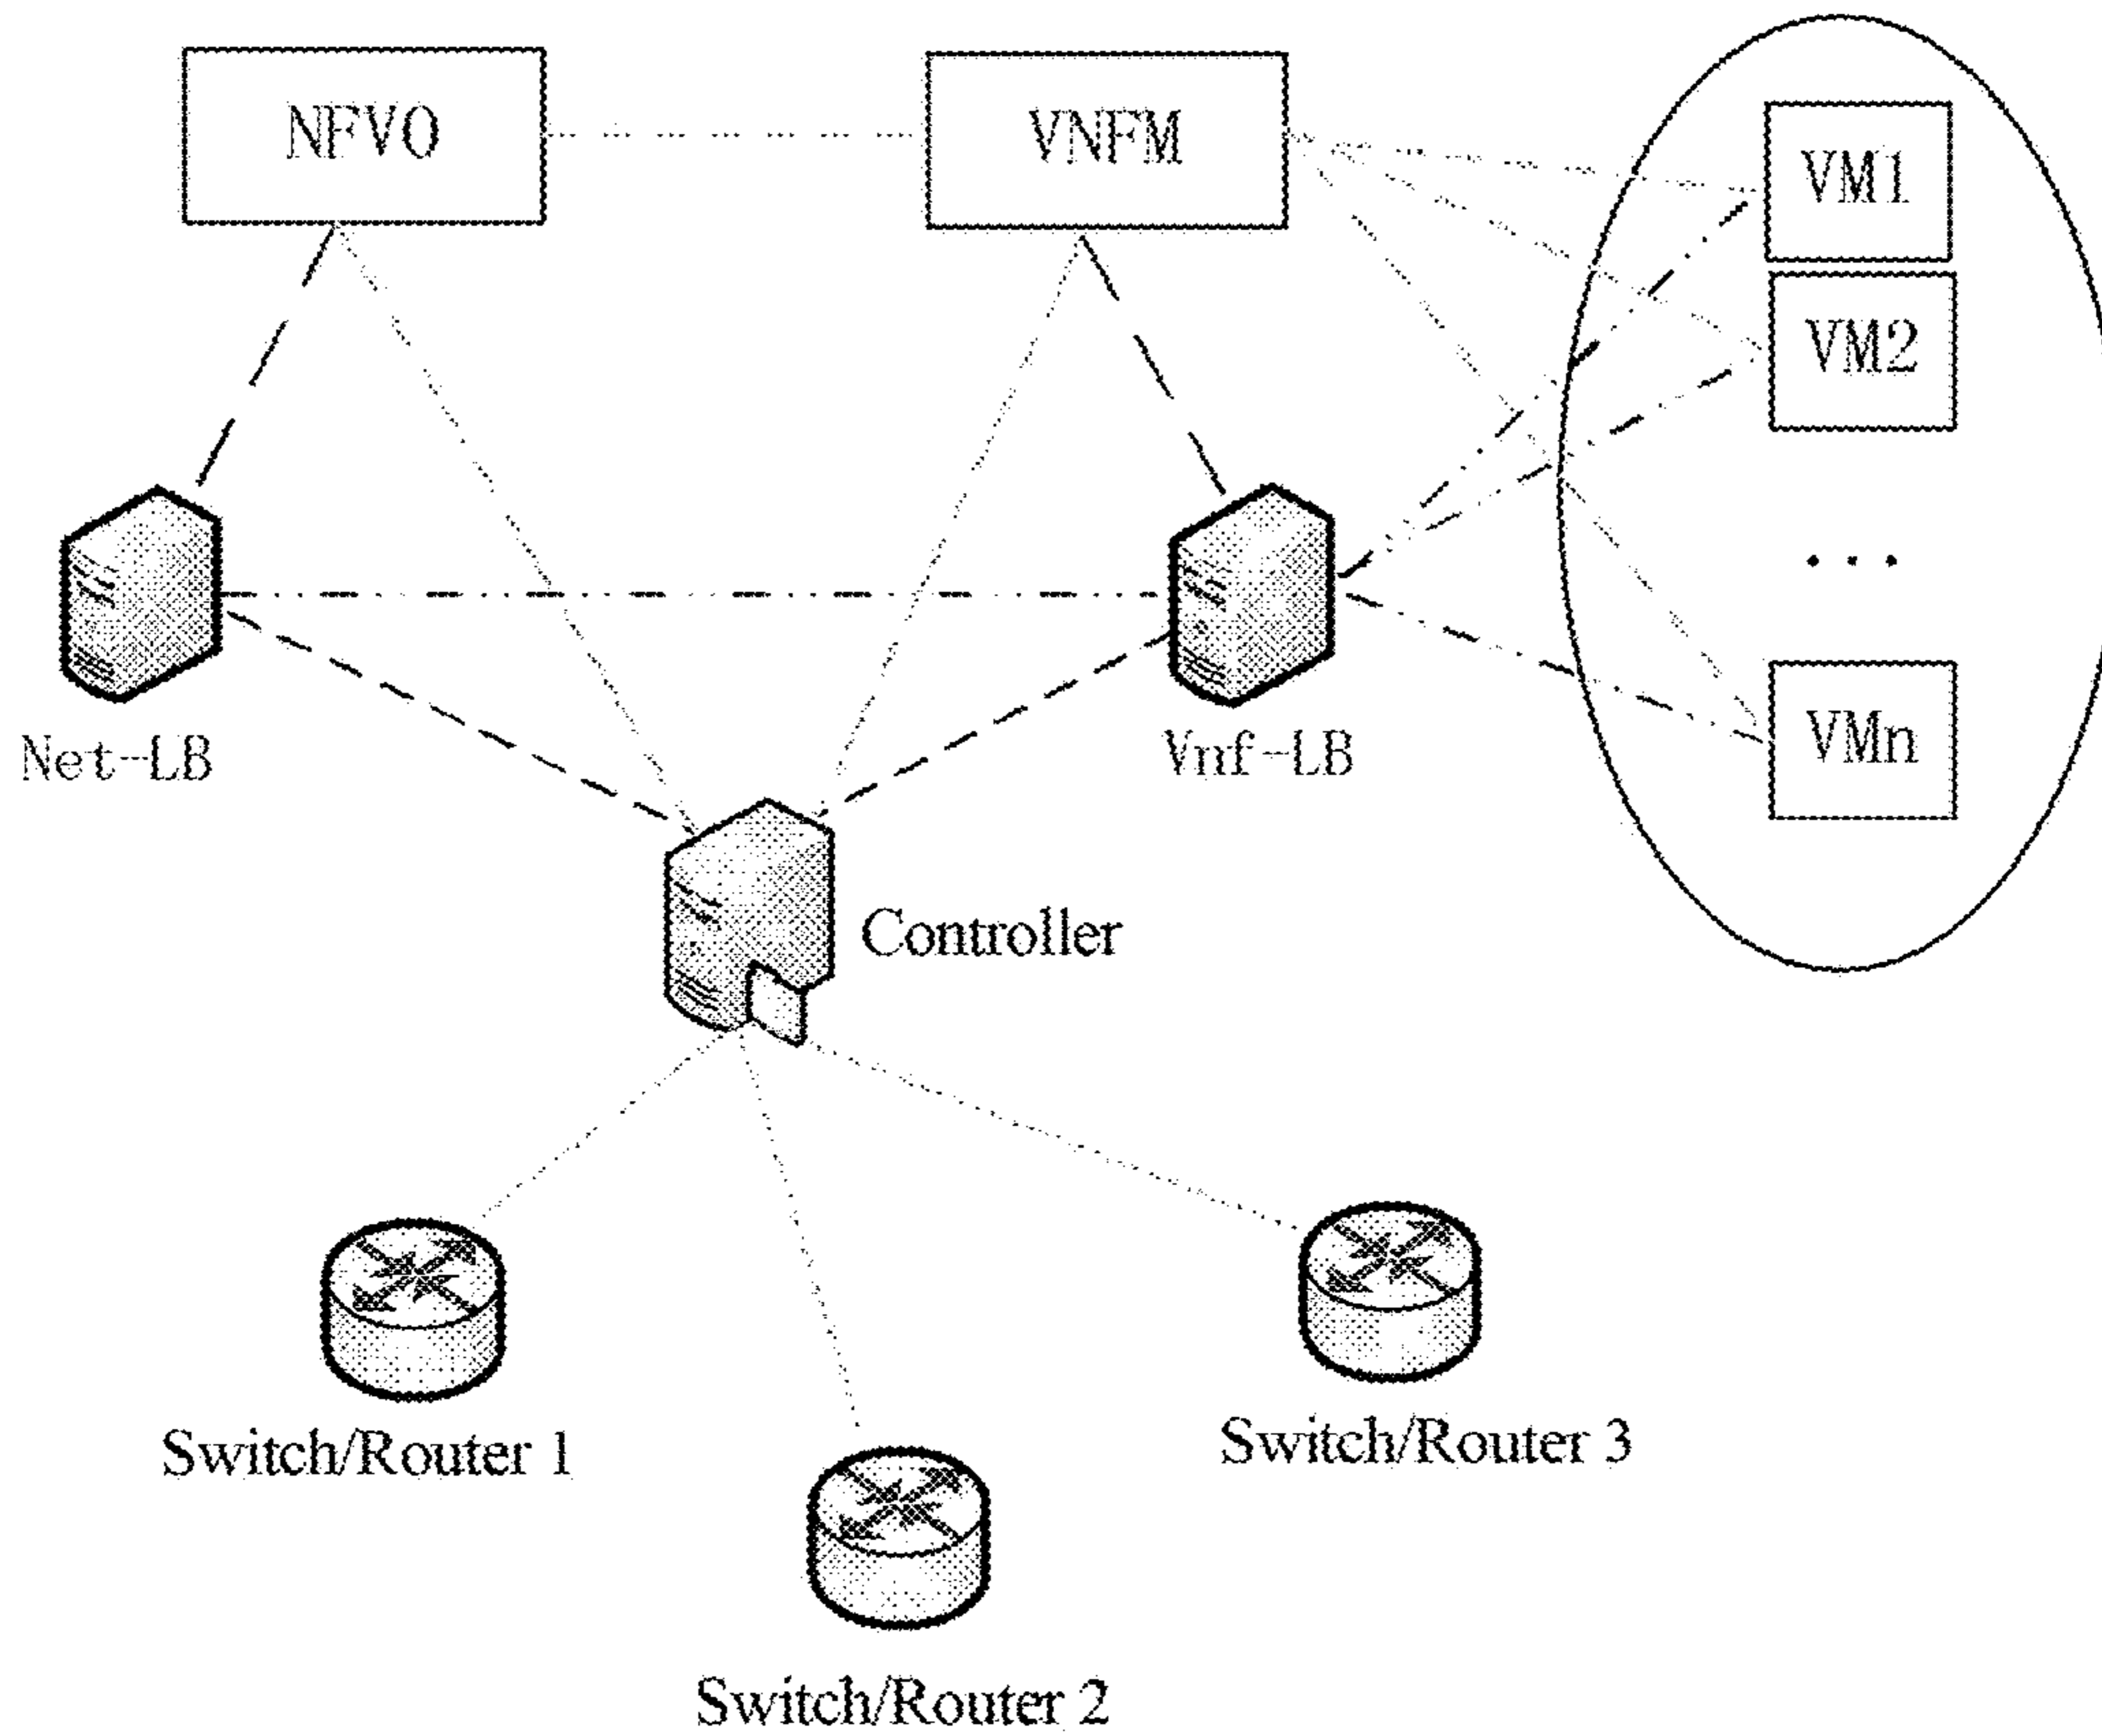 NFVO
VNFM
VM1
VM2
...
VMn
Net-LB
Vnf-LB
Controller
Switch/Router 1
Switch/Router 3
Switch/Router 2